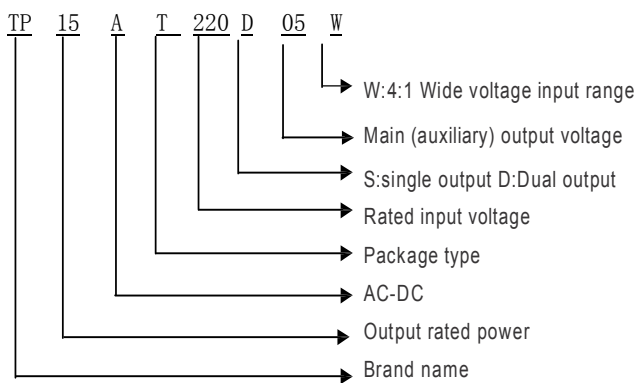 TP 15 A T 220 D 05 W
W:4:1 Wide voltage input range
Main (auxiliary) output voltage
S:single output D:Dual output
Rated input voltage
Package type
AC-DC
Output rated power
Brand name